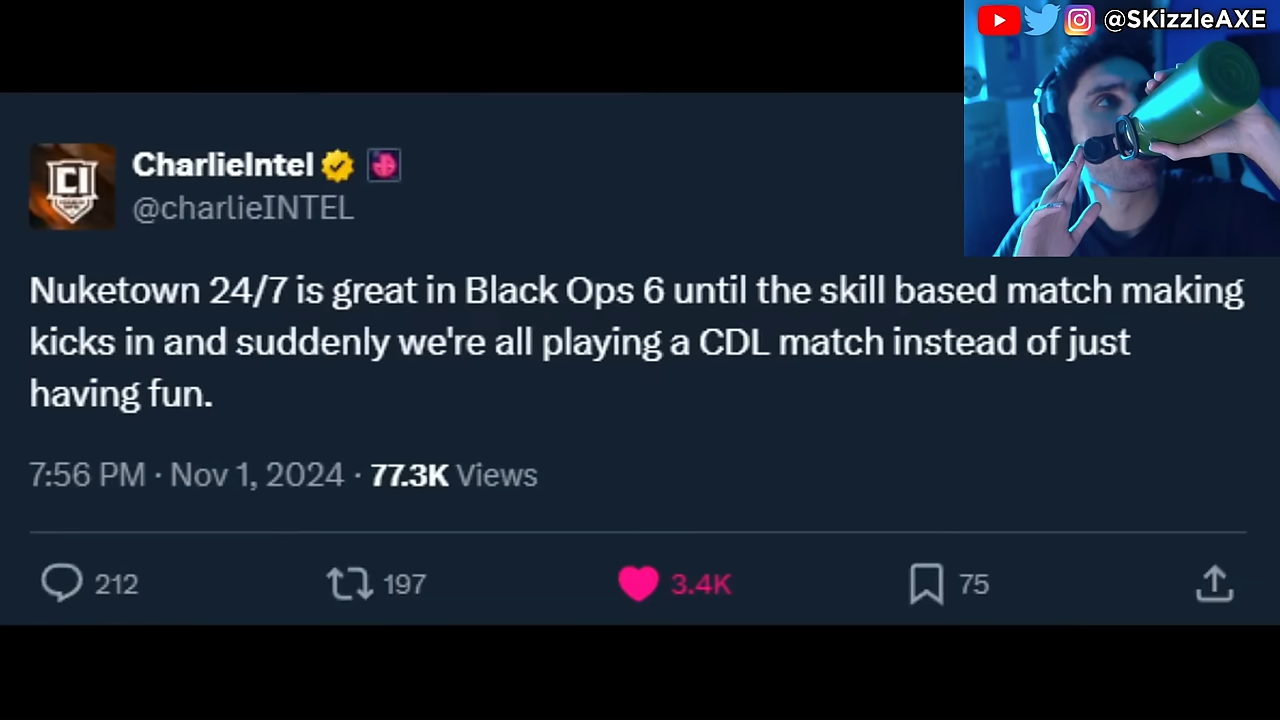 @SKizzleAXE
CI
CharlieIntel
@charlieINTEL
Nuketown 24/7 is great in Black Ops 6 until the skill based match making
kicks in and suddenly we're all playing a CDL match instead of just
having fun.
7:56 PM · Nov 1, 2024 · 77.3K Views
212 197 3.4K 75